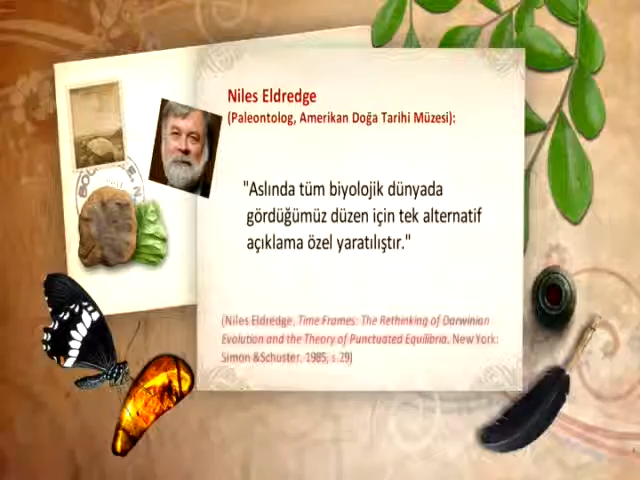 Niles Eldredge
(Paleontolog, Amerikan Doğa Tarihi Müzesi):
"Aslında tüm biyolojik dünyada
gördüğümüz düzen için tek alternatif
açıklama özel yaratılıştır."
(Niles Eldredge, Time Frames: The Rethinking of Darwinian
Evolution and the Theory of Punctuated Equilibria. New York:
Simon &Schuster, 1985, s.29)